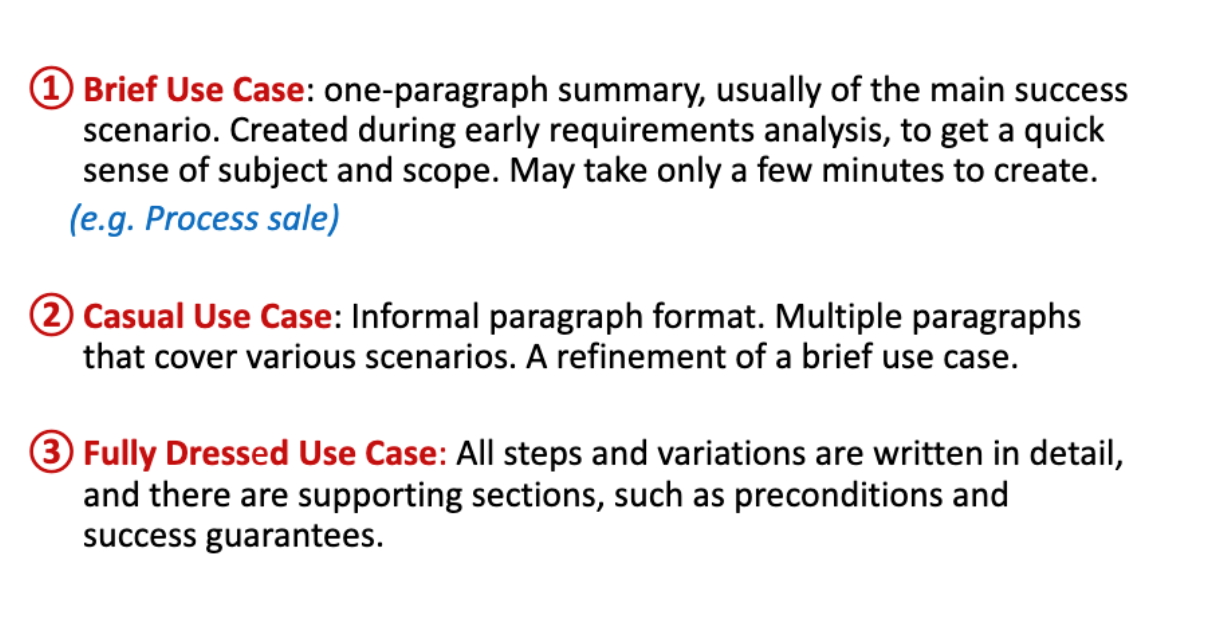 ① Brief Use Case: one-paragraph summary, usually of the main success
scenario. Created during early requirements analysis, to get a quick
sense of subject and scope. May take only a few minutes to create.
(e.g. Process sale)
② Casual Use Case: Informal paragraph format. Multiple paragraphs
that cover various scenarios. A refinement of a brief use case.
③ Fully Dressed Use Case: All steps and variations are written in detail,
and there are supporting sections, such as preconditions and
success guarantees.